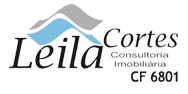 Leila Cortes
Consultoria
Imobiliária
CF 6801